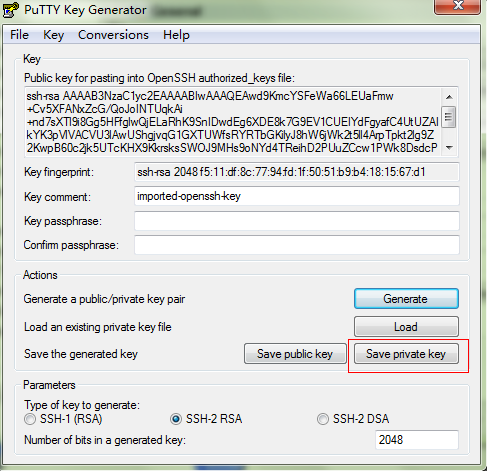 PuTTY Key Generator
File Key Conversions Help
Key
Public key for pasting into OpenSSH authorized_keys file:
ssh-rsa AAAAB3NzaC1yc2EAAAABIwAAAQEAwd9KmcYSFeWa66LEUaFmw
+Cv5XFANxZcG/QoJoINTUqkAi
+nd7sXTl9i8Gg5HFfglwQjELaRhK9SnIDwdEg6XDE8k7G9EV1CUEIYdFgyafC4UtUZAI
kYK3pVlVACVU3lAwUShgjvqG1GXTUWfsRYRTbGKilyJ8hW6jWk2t5ll4ArpTpkt2lg9Z
2KwpB60c2jk5UTcKHX9KkrsksSWOJ9MHs9oNYd4TReihD2PUuZCcw1PWk8DsdcP
Key fingerprint: ssh-rsa 2048 f5:11:df:8c:77:94:fd:1f:50:51:b9:b4:18:15:67:d1
Key comment: imported-openssh-key
Key passphrase:
Confirm passphrase:
Actions
Generate a public/private key pair Generate
Load an existing private key file Load
Save the generated key Save public key Save private key
Parameters
Type of key to generate:
SSH-1 (RSA) SSH-2 RSA SSH-2 DSA
Number of bits in a generated key: 2048